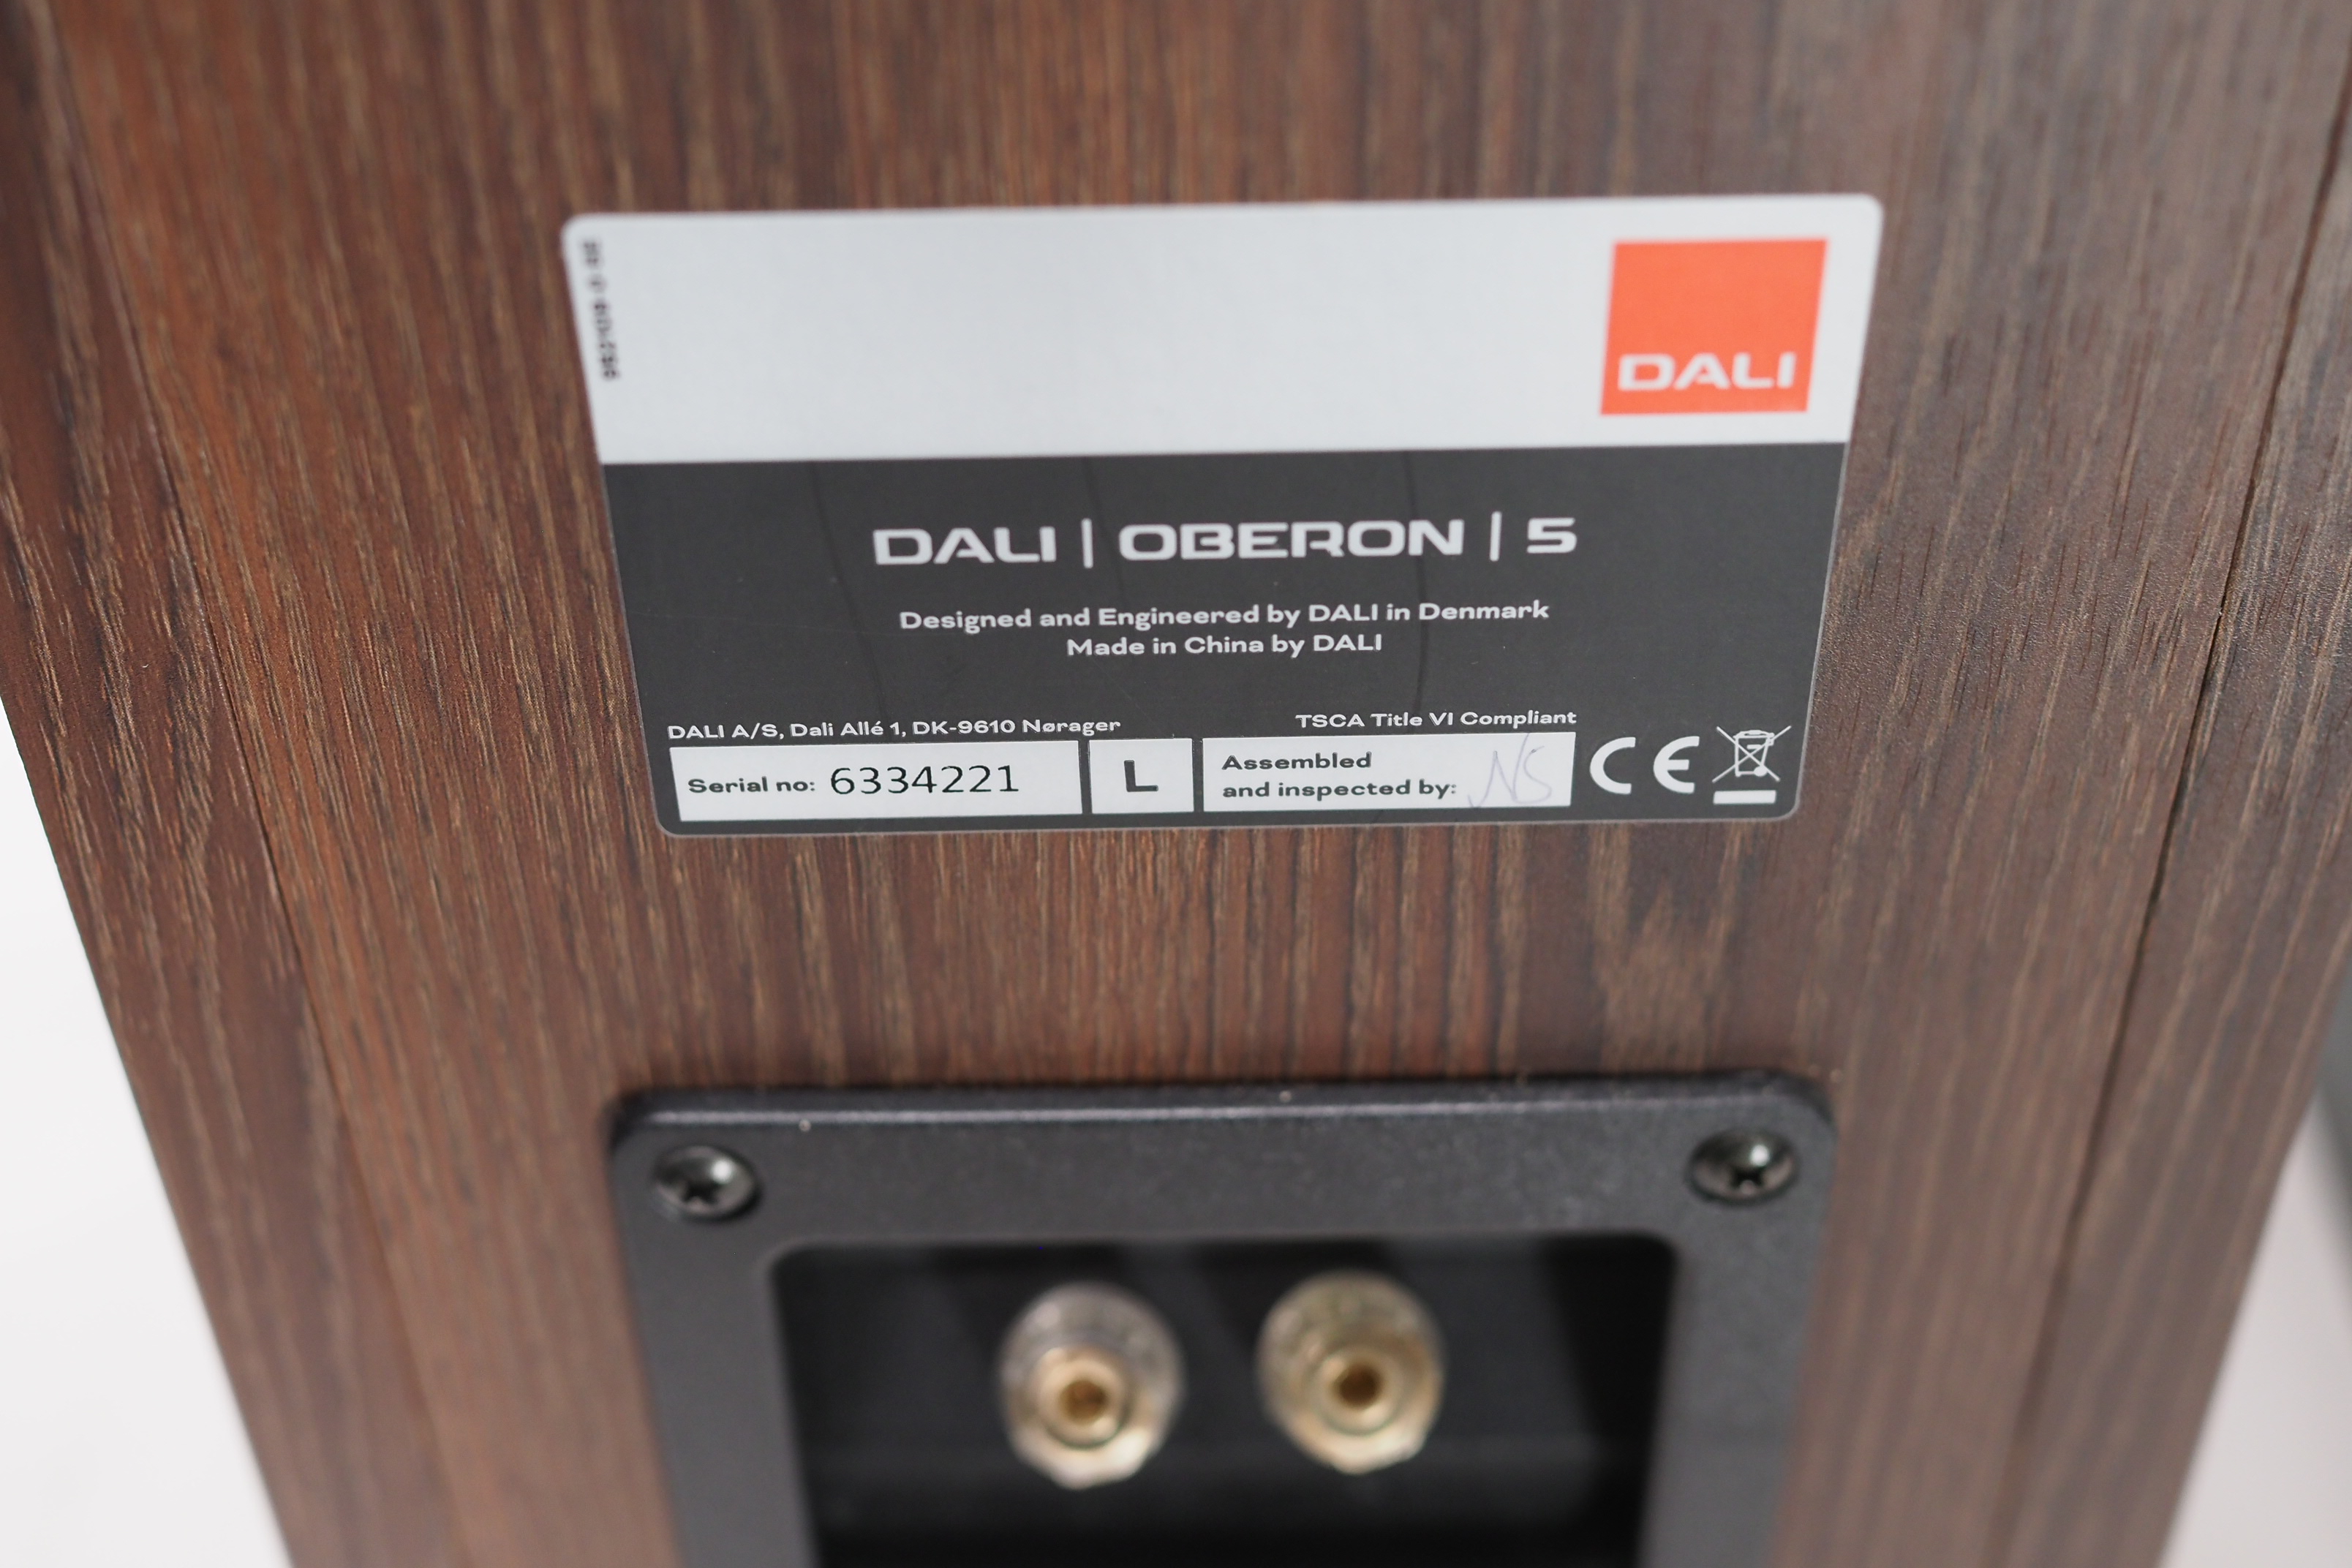 DALI
DALI | OBERON | 5
Designed and Engineered by DALI in Denmark
Made in China by DALI
DALI A/S, Dali Allé 1, DK-9610 Nørager
TSCA Title VI Compliant
Serial no: 6334221
L
Assembled
and inspected by: NS
CE